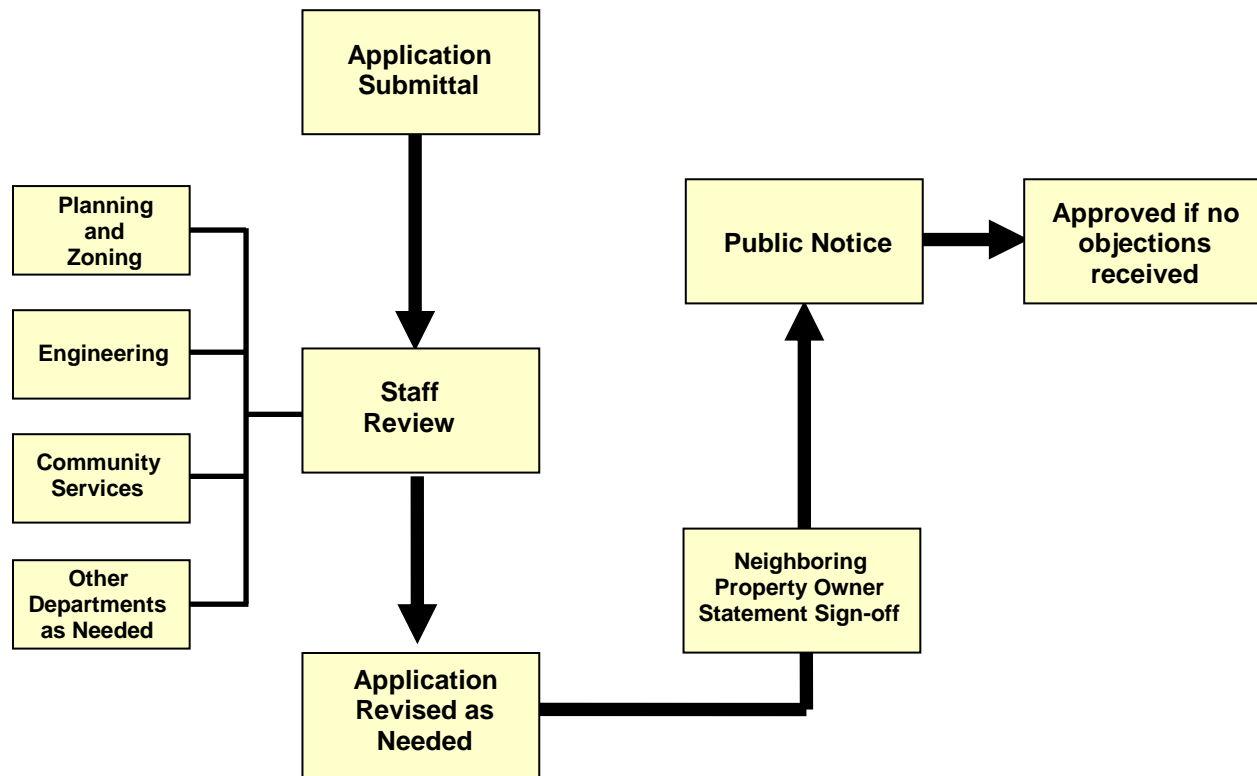 Application
Submittal
Planning
and
Zoning
Engineering
Community
Services
Other
Departments
as Needed
Staff
Review
Application
Revised as
Needed
Neighboring
Property Owner
Statement Sign-off
Public Notice
Approved if no
objections
received